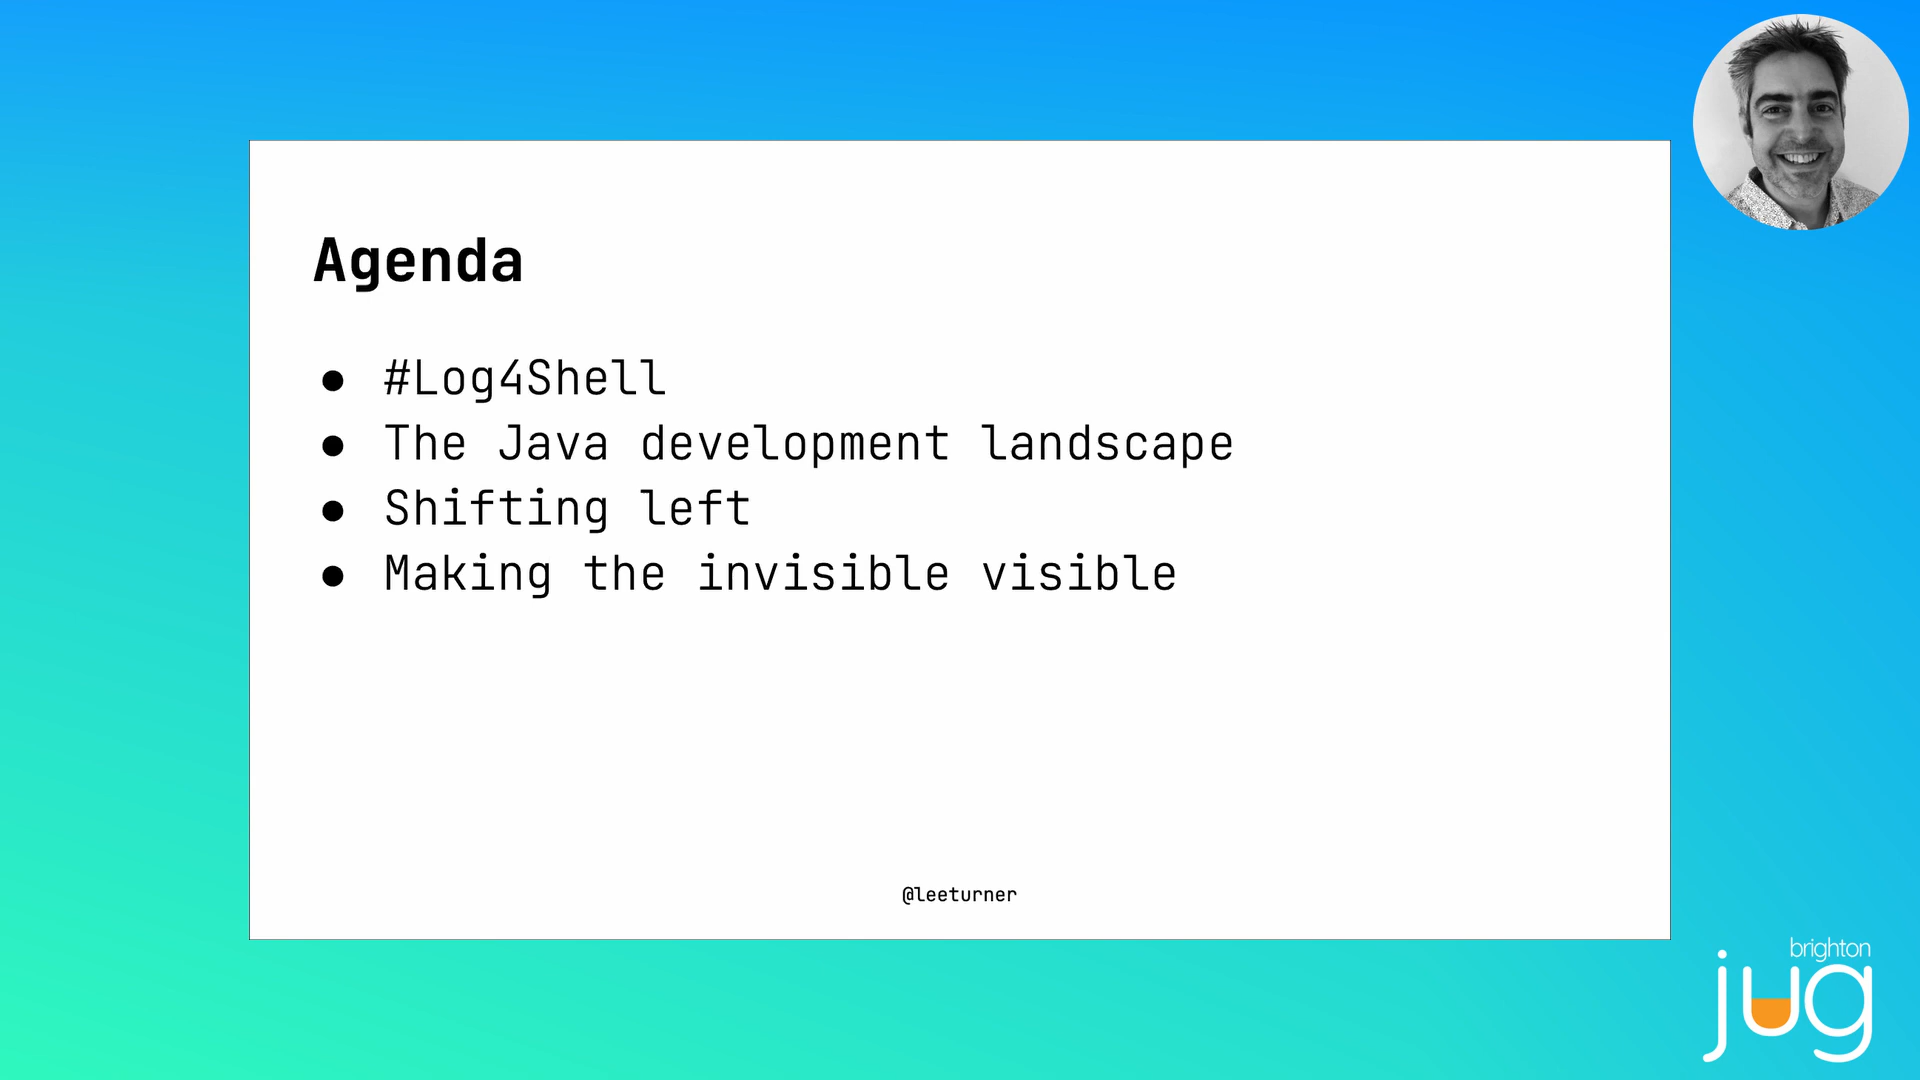 Agenda
● #Log4Shell
● The Java development landscape
● Shifting left
● Making the invisible visible
@leeturner
brighton
jug